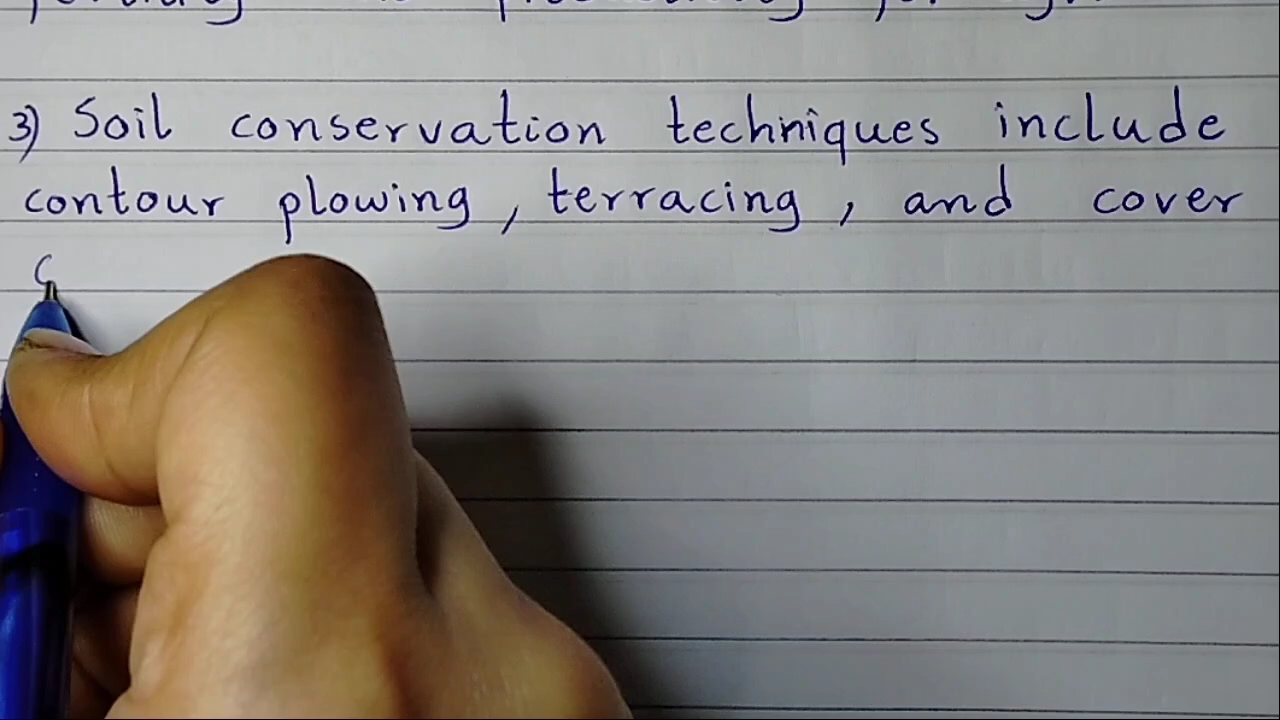 3) Soil conservation techniques include
contour plowing, terracing, and cover
c